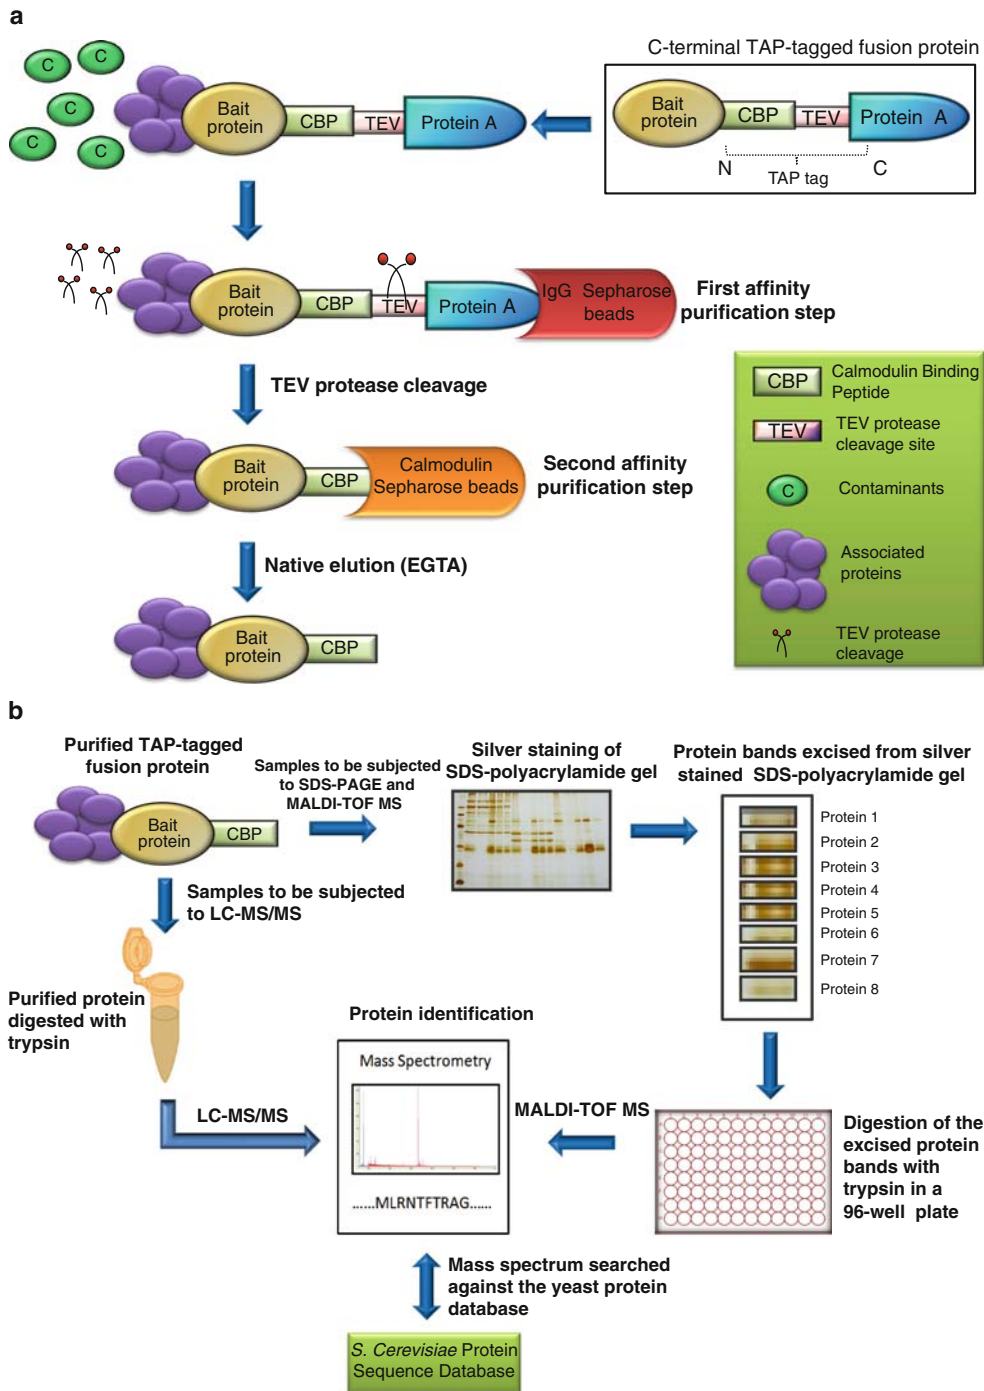 a
C-terminal TAP-tagged fusion protein
C
C
C
C
C
Bait
protein
CBP
TEV
Protein A
Bait
protein
CBP
TEV
Protein A
N
C
TAP tag
Bait
protein
CBP
TEV
Protein A
IgG Sepharose
beads
First affinity
purification step
TEV protease cleavage
Bait
protein
CBP
Calmodulin
Sepharose beads
Second affinity
purification step
Native elution (EGTA)
Bait
protein
CBP
CBP
Calmodulin Binding
Peptide
TEV
TEV protease
cleavage site
C
Contaminants
Associated
proteins
TEV protease
cleavage
b
Purified TAP-tagged
fusion protein
Bait
protein
CBP
Samples to be subjected
to SDS-PAGE and
MALDI-TOF MS
Silver staining of
SDS-polyacrylamide gel
Protein bands excised from silver
stained SDS-polyacrylamide gel
Protein 1
Protein 2
Protein 3
Protein 4
Protein 5
Protein 6
Protein 7
Protein 8
Samples to be subjected
to LC-MS/MS
Purified protein
digested with
trypsin
LC-MS/MS
Protein identification
Mass Spectrometry
......MLRNTFTRAG......
MALDI-TOF MS
Digestion of the
excised protein
bands with
trypsin in a
96-well plate
Mass spectrum searched
against the yeast protein
database
S. Cerevisiae Protein
Sequence Database